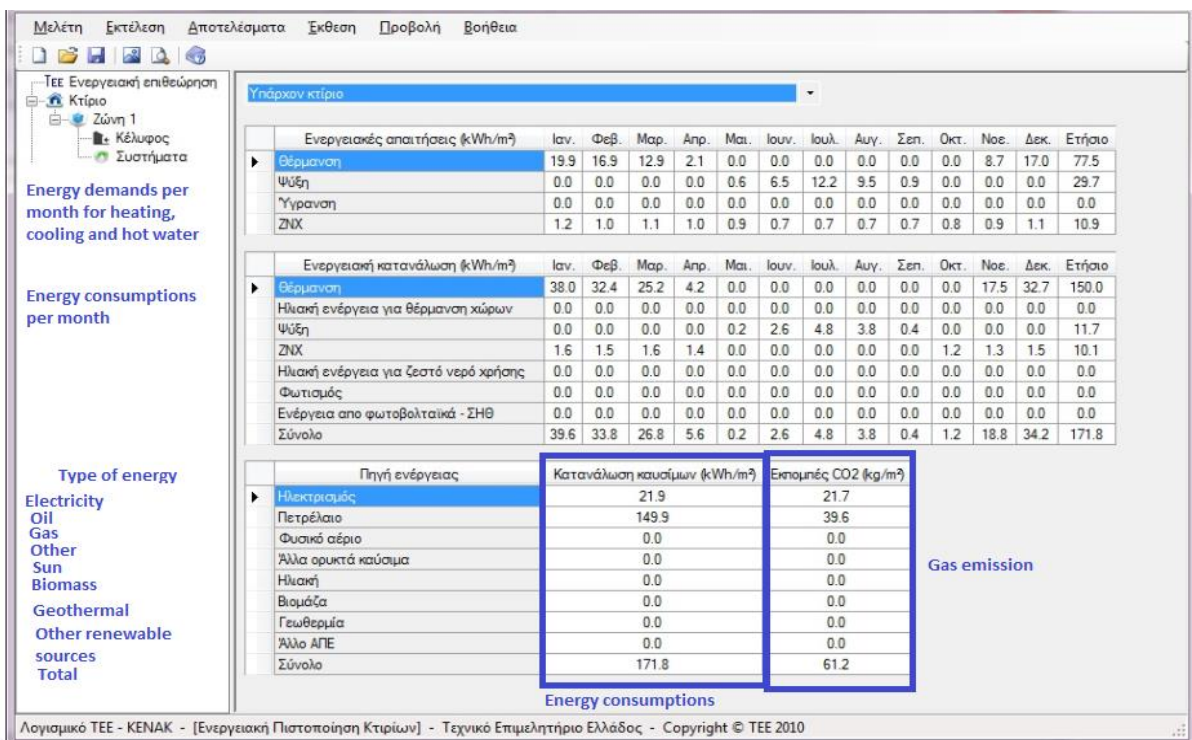 Μελέτη Εκτέλεση Αποτελέσματα Έκθεση Προβολή Βοήθεια
ΤΕΕ Ενεργειακή επιθεώρηση
Κτίριο
Ζώνη 1
Κέλυφος
Συστήματα
Υπάρχον κτίριο
Ενεργειακές απαιτήσεις (kWh/m²) Ιαν. Φεβ. Μαρ. Απρ. Μαι. Ιουν. Ιουλ. Αυγ. Σεπ. Οκτ. Νοε. Δεκ. Ετήσιο
Θέρμανση 19.9 16.9 12.9 2.1 0.0 0.0 0.0 0.0 0.0 0.0 8.7 17.0 77.5
Ψύξη 0.0 0.0 0.0 0.0 0.6 6.5 12.2 9.5 0.9 0.0 0.0 0.0 29.7
Ύγρανση 0.0 0.0 0.0 0.0 0.0 0.0 0.0 0.0 0.0 0.0 0.0 0.0 0.0
ΖΝΧ 1.2 1.0 1.1 1.0 0.9 0.7 0.7 0.7 0.7 0.8 0.9 1.1 10.9
Energy demands per
month for heating,
cooling and hot water
Ενεργειακή κατανάλωση (kWh/m²) Ιαν. Φεβ. Μαρ. Απρ. Μαι. Ιουν. Ιουλ. Αυγ. Σεπ. Οκτ. Νοε. Δεκ. Ετήσιο
Θέρμανση 38.0 32.4 25.2 4.2 0.0 0.0 0.0 0.0 0.0 0.0 17.5 32.7 150.0
Ηλιακή ενέργεια για θέρμανση χώρων 0.0 0.0 0.0 0.0 0.0 0.0 0.0 0.0 0.0 0.0 0.0 0.0 0.0
Ψύξη 0.0 0.0 0.0 0.0 0.2 2.6 4.8 3.8 0.4 0.0 0.0 0.0 11.7
ΖΝΧ 1.6 1.5 1.6 1.4 0.0 0.0 0.0 0.0 0.0 1.2 1.3 1.5 10.1
Ηλιακή ενέργεια για ζεστό νερό χρήσης 0.0 0.0 0.0 0.0 0.0 0.0 0.0 0.0 0.0 0.0 0.0 0.0 0.0
Φωτισμός 0.0 0.0 0.0 0.0 0.0 0.0 0.0 0.0 0.0 0.0 0.0 0.0 0.0
Ενέργεια απο φωτοβολταϊκά - ΣΗΘ 0.0 0.0 0.0 0.0 0.0 0.0 0.0 0.0 0.0 0.0 0.0 0.0 0.0
Σύνολο 39.6 33.8 26.8 5.6 0.2 2.6 4.8 3.8 0.4 1.2 18.8 34.2 171.8
Energy consumptions
per month
Πηγή ενέργειας Κατανάλωση καυσίμων (kWh/m²) Εκπομπές CO2 (kg/m²)
Ηλεκτρισμός 21.9 21.7
Πετρέλαιο 149.9 39.6
Φυσικό αέριο 0.0 0.0
Άλλα ορυκτά καύσιμα 0.0 0.0
Ηλιακή 0.0 0.0
Βιομάζα 0.0 0.0
Γεωθερμία 0.0 0.0
Άλλο ΑΠΕ 0.0 0.0
Σύνολο 171.8 61.2
Type of energy
Electricity
Oil
Gas
Other
Sun
Biomass
Geothermal
Other renewable
sources
Total
Gas emission
Energy consumptions
Λογισμικό ΤΕΕ - ΚΕΝΑΚ - [Ενεργειακή Πιστοποίηση Κτιρίων] - Τεχνικό Επιμελητήριο Ελλάδος - Copyright © ΤΕΕ 2010